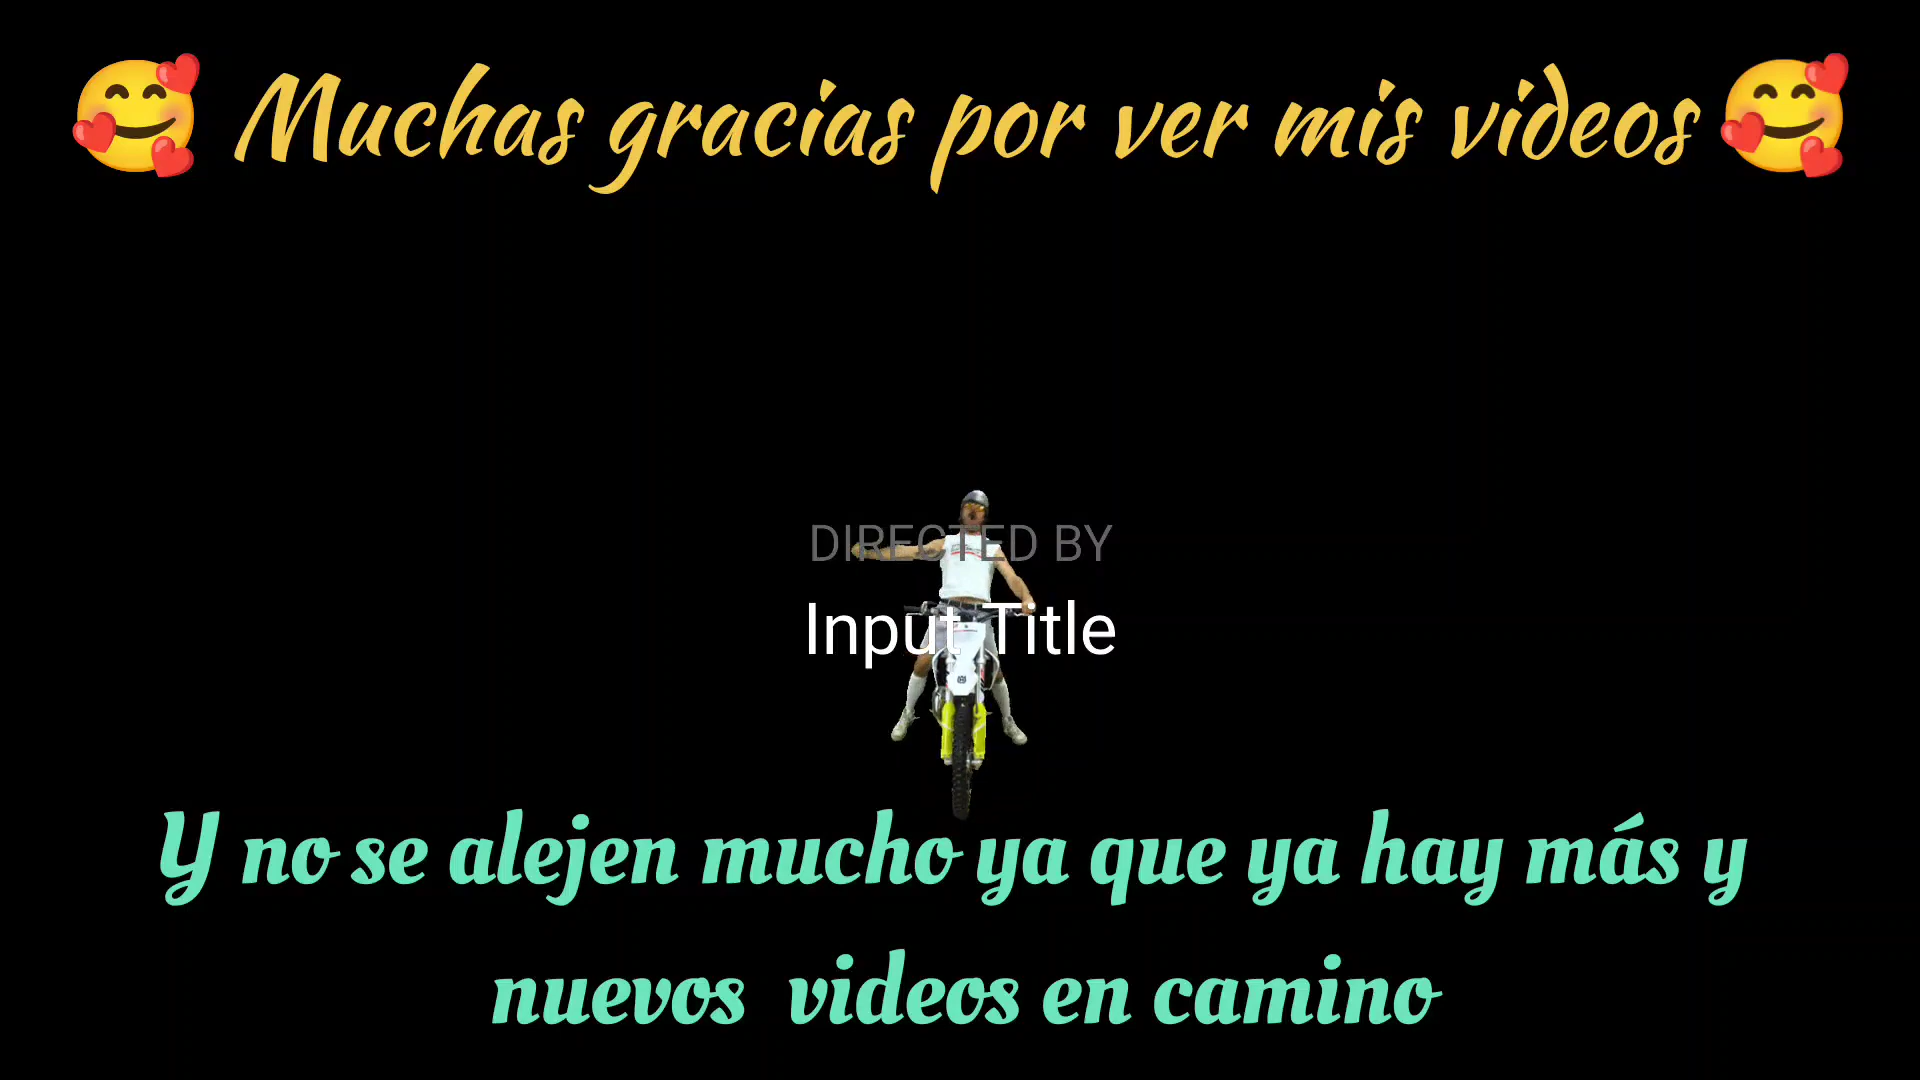 🥰 Muchas gracias por ver mis videos 🥰
DIRECTED BY
Input Title
Y no se alejen mucho ya que ya hay más y
nuevos videos en camino